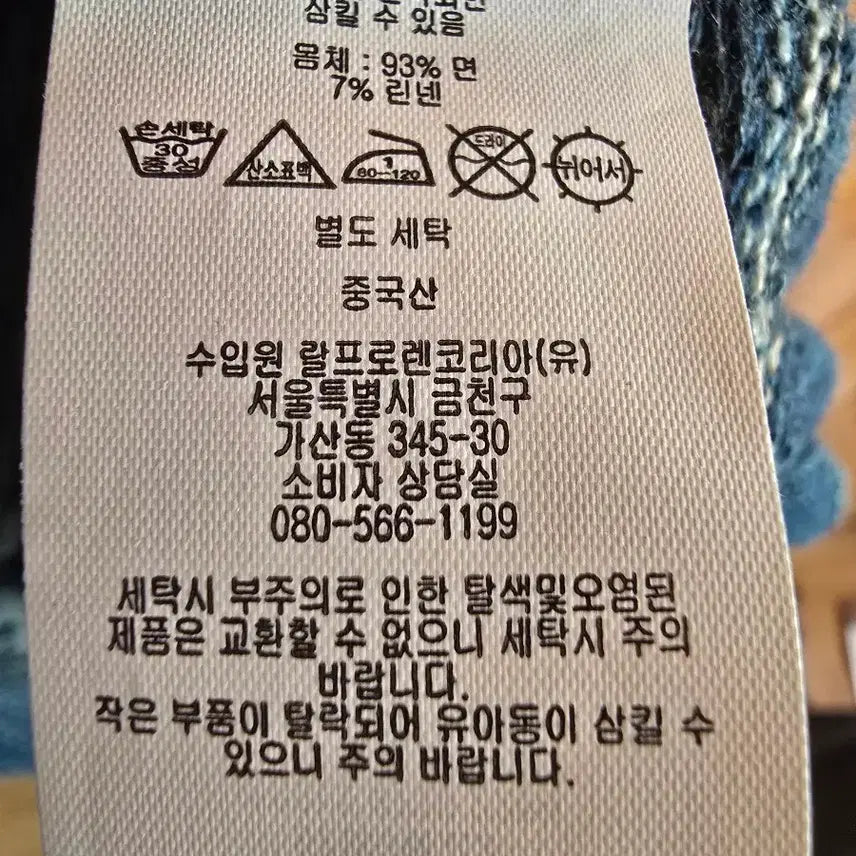 삼킬 수 있음
몸체 : 93% 면
7% 린넨
손세탁
30
중성
산소표백
1
80-120
드라이
뉘어서
별도 세탁
중국산
수입원 랄프로렌코리아(유)
서울특별시 금천구
가산동 345-30
소비자 상담실
080-566-1199
세탁시 부주의로 인한 탈색및오염된
제품은 교환할 수 없으니 세탁시 주의
바랍니다.
작은 부품이 탈락되어 유아동이 삼킬 수
있으니 주의 바랍니다.